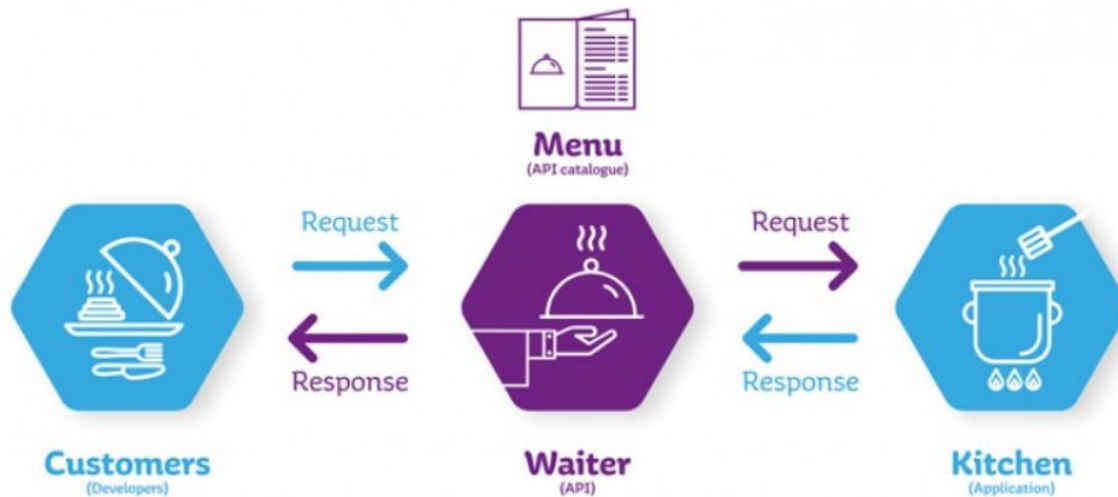 Menu
(API catalogue)
Request
Request
Response
Response
Customers
(Developers)
Waiter
(API)
Kitchen
(Application)